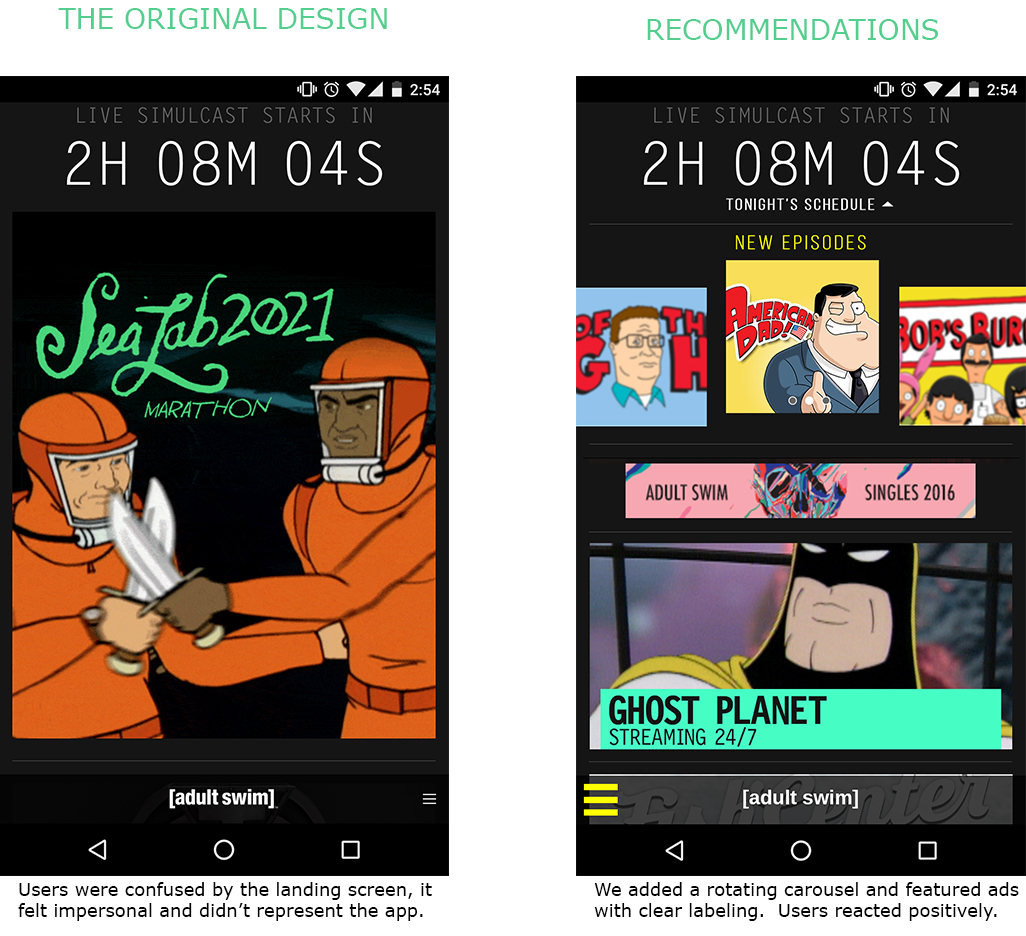 THE ORIGINAL DESIGN
2:54
LIVE SIMULCAST STARTS IN
2H 08M 04S
SeaLab 2021
MARATHON
[adult swim]
Users were confused by the landing screen, it
felt impersonal and didn't represent the app.
RECOMMENDATIONS
2:54
LIVE SIMULCAST STARTS IN
2H 08M 04S
TONIGHT'S SCHEDULE
NEW EPISODES
OF TH
G H
AMERICAN
DAD!
BOB'S BUR
ADULT SWIM SINGLES 2016
GHOST PLANET
STREAMING 24/7
FishCenter
[adult swim]
We added a rotating carousel and featured ads
with clear labeling.  Users reacted positively.